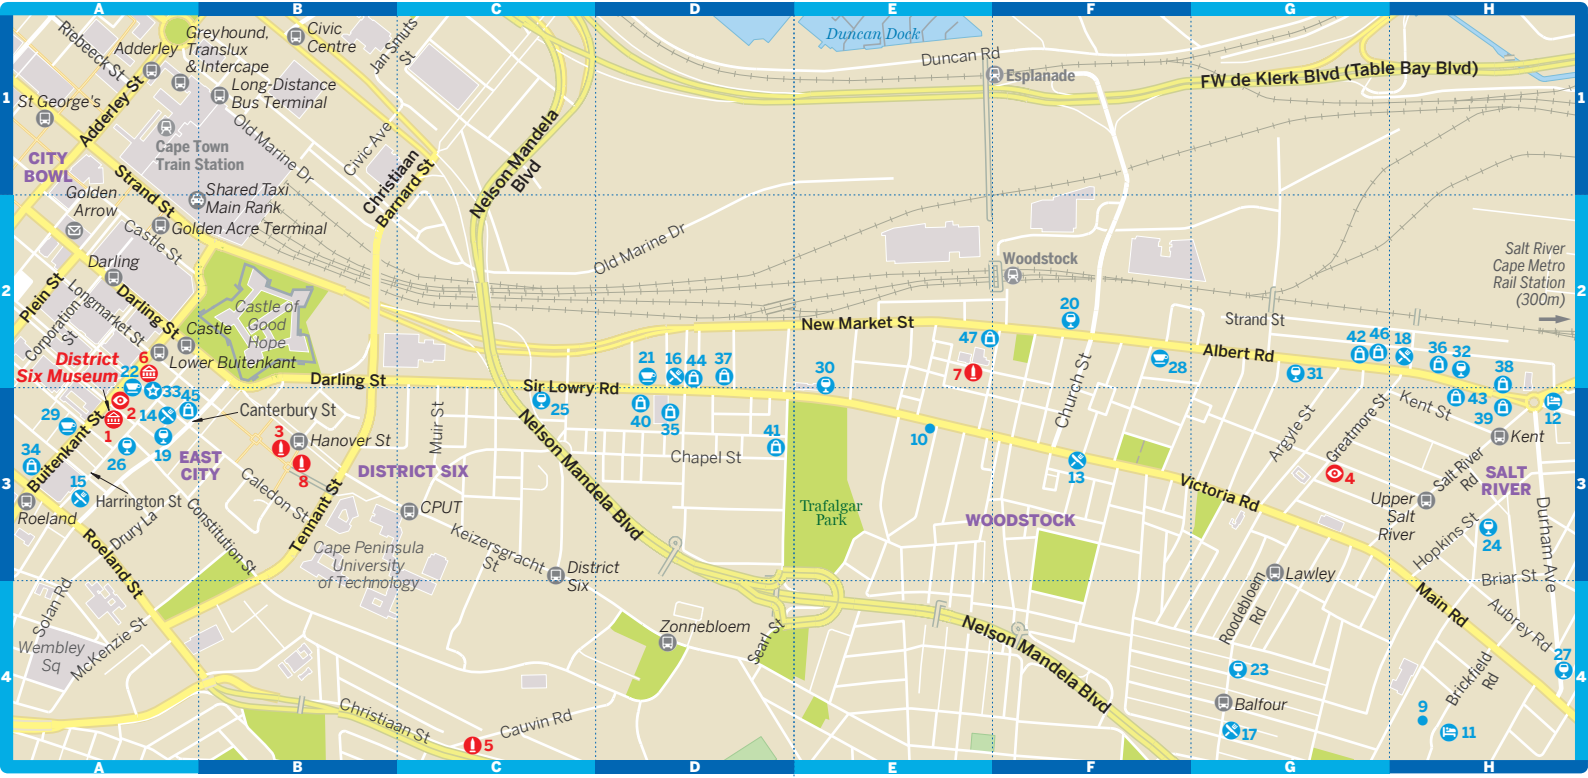 A B C D E F G H
1
2
3
4
Riebeeck St
Adderley
Greyhound,
Translux
& Intercape
Civic
Centre
Jan Smuts
St
Long-Distance
Bus Terminal
St George's
Adderley St
Cape Town
Train Station
Old Marine Dr
Civic Ave
Christiaan
Barnard St
Nelson Mandela
Blvd
Duncan Dock
Duncan Rd
Esplanade
FW de Klerk Blvd (Table Bay Blvd)
1
CITY
BOWL
Strand St
Golden
Arrow
Shared Taxi
Main Rank
Golden Acre Terminal
Castle St
Old Marine Dr
Darling
Plein St
Longmarket St
Darling St
Corporation
St
Castle
Castle of
Good
Hope
Lower Buitenkant
District
Six Museum
6
22
33
45
2
14
1
29
26
19
34
15
Woodstock
Salt River
Cape Metro
Rail Station
(300m)
2
New Market St
20
47
7
28
Strand St
Albert Rd
31
42
46
18
36
32
38
43
39
12
Darling St
Sir Lowry Rd
25
21
16
44
37
40
35
41
30
10
Canterbury St
Hanover St
3
8
Muir St
DISTRICT SIX
EAST
CITY
Buitenkant St
Harrington St
Roeland
Drury La
Constitution St
Caledon St
Tennant St
CPUT
Cape Peninsula
University
of Technology
Keizersgracht
St
District
Six
Nelson Mandela Blvd
Chapel St
Trafalgar
Park
WOODSTOCK
Church St
13
Victoria Rd
Argyle St
Greatmore St
4
Kent St
Kent
Salt River
Rd
SALT
RIVER
Upper
Salt
River
24
Hopkins St
Durham Ave
3
Roeland St
Solan Rd
Wembley
Sq
McKenzie St
Zonnebloem
Searl St
Nelson Mandela Blvd
Lawley
Roodebloem
Rd
Briar St
Main Rd
Aubrey Rd
27
23
Balfour
17
9
11
Brickfield
Rd
4
Christiaan St
Cauvin Rd
5
A B C D E F G H